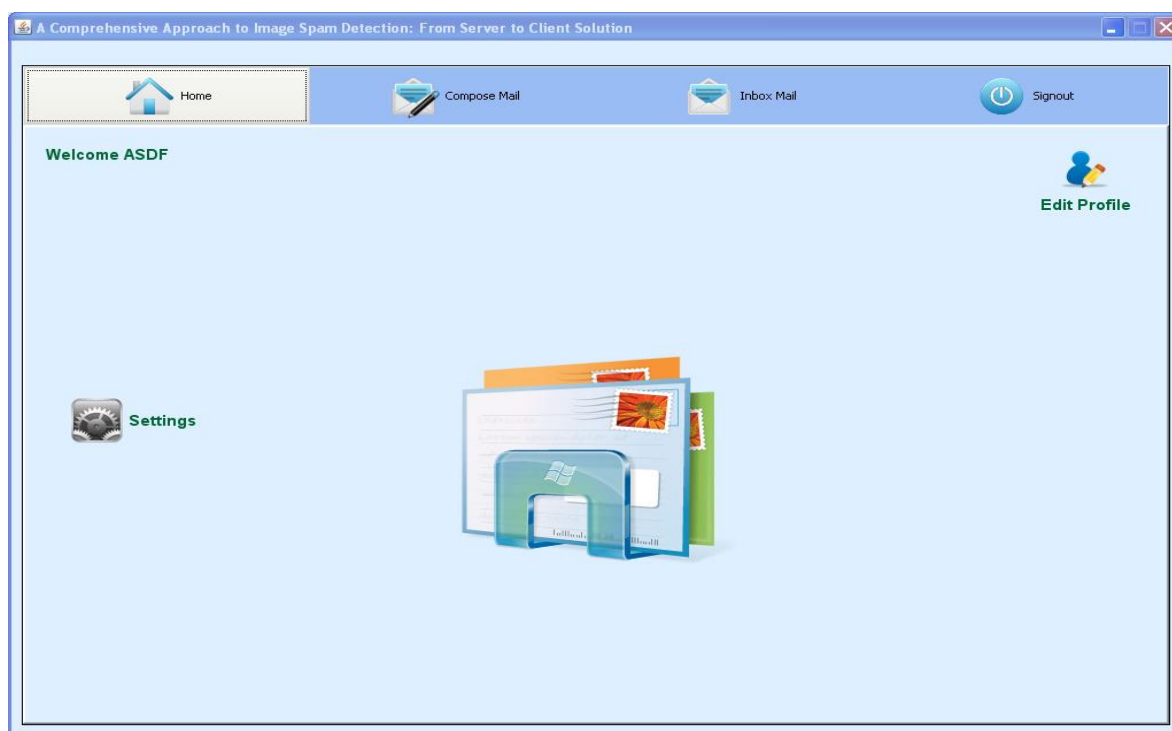 A Comprehensive Approach to Image Spam Detection: From Server to Client Solution
Home
Compose Mail
Inbox Mail
Signout
Welcome ASDF
Edit Profile
Settings